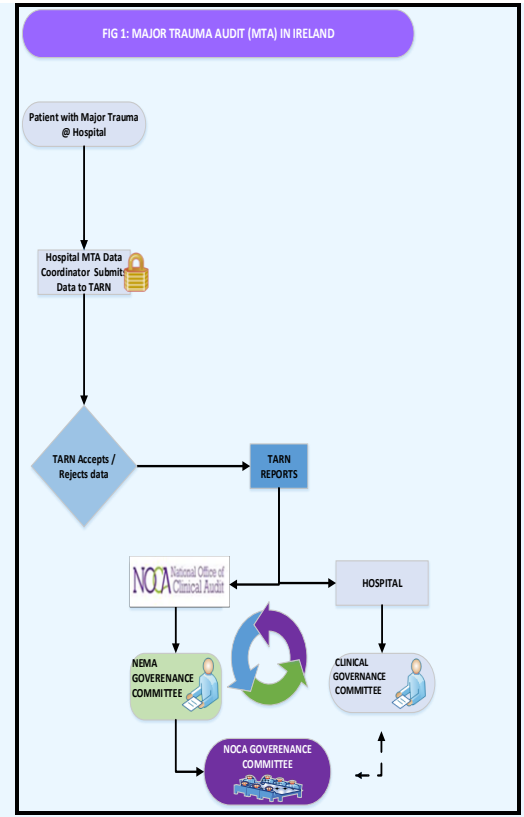 FIG 1: MAJOR TRAUMA AUDIT (MTA) IN IRELAND
Patient with Major Trauma
@ Hospital
Hospital MTA Data
Coordinator Submits
Data to TARN
TARN Accepts /
Rejects data
TARN
REPORTS
NOCA National Office of
Clinical Audit
HOSPITAL
NEMA
GOVERENANCE
COMMITTEE
CLINICAL
GOVERNANCE
COMMITTEE
NOCA GOVERENANCE
COMMITTEE